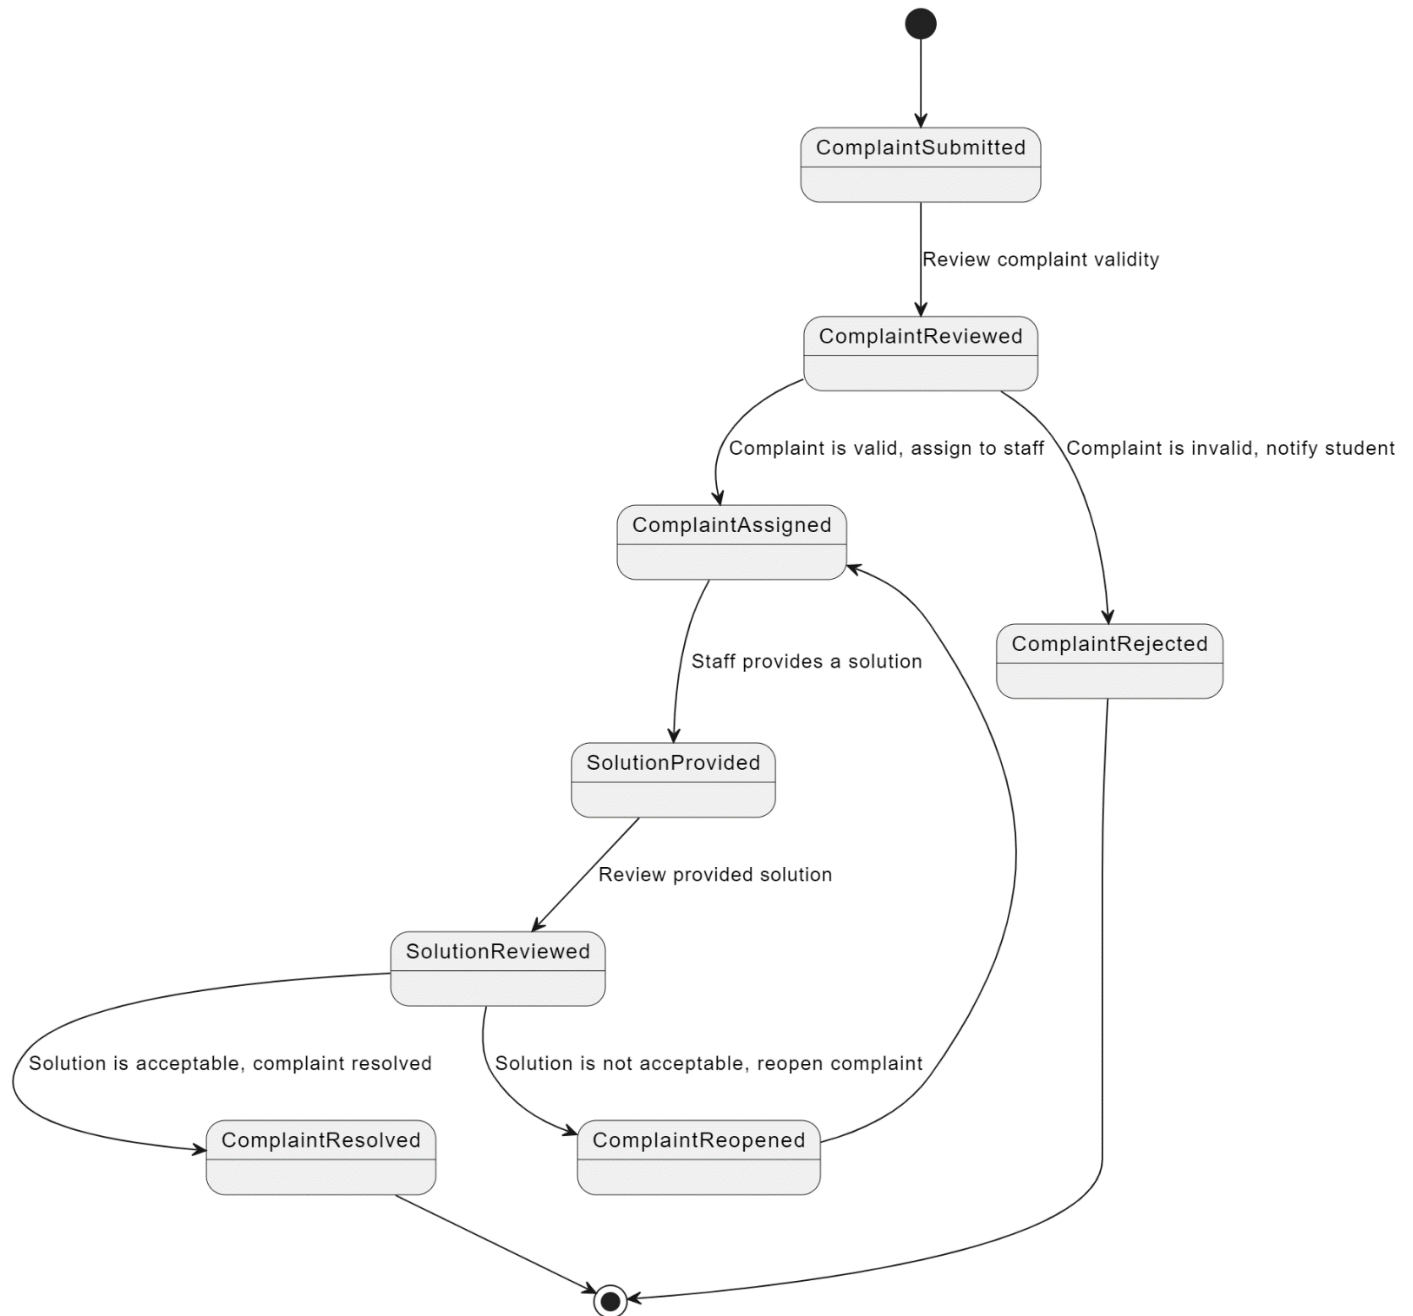 ComplaintSubmitted
Review complaint validity
ComplaintReviewed
Complaint is valid, assign to staff
Complaint is invalid, notify student
ComplaintAssigned
ComplaintRejected
Staff provides a solution
SolutionProvided
Review provided solution
SolutionReviewed
Solution is acceptable, complaint resolved
Solution is not acceptable, reopen complaint
ComplaintResolved
ComplaintReopened